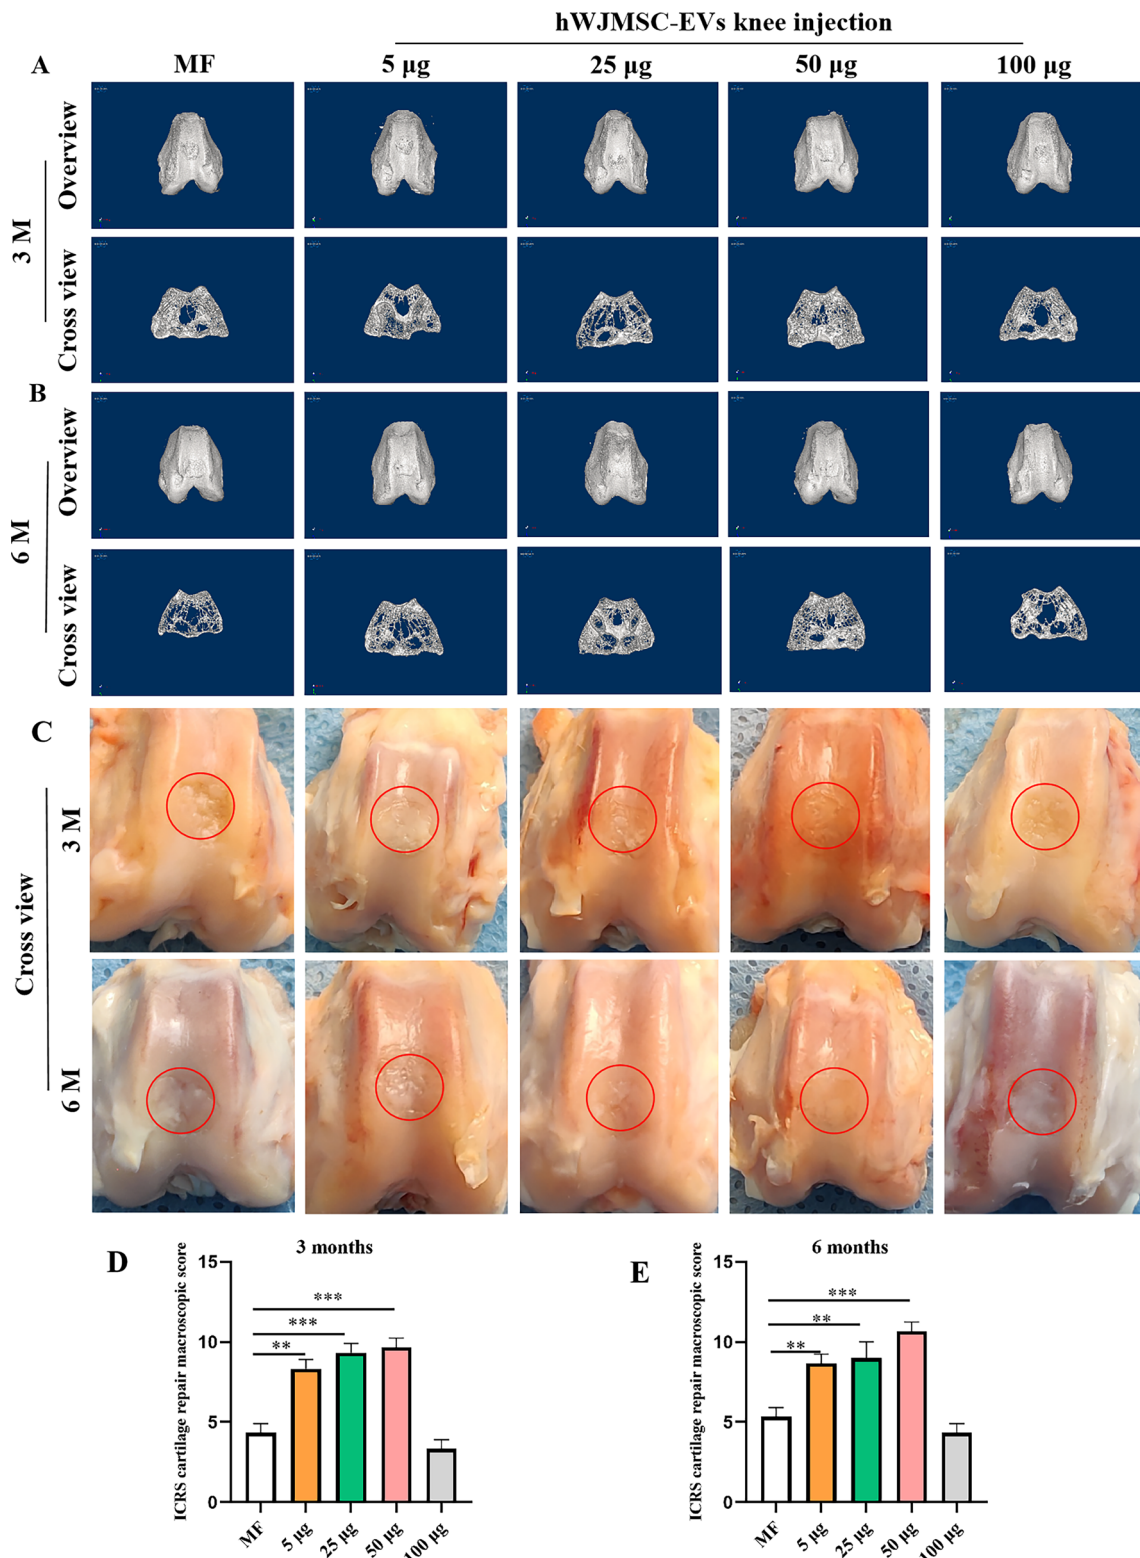 hWJMSC-EVs knee injection
A MF 5 μg 25 μg 50 μg 100 μg
3 M
Overview
Cross view
B
6 M
Overview
Cross view
C
Cross view
3 M
6 M
D
3 months
ICRS cartilage repair macroscopic score
15
10
5
0
***
***
**
MF 5 μg 25 μg 50 μg 100 μg
E
6 months
ICRS cartilage repair macroscopic score
15
10
5
0
***
**
**
MF 5 μg 25 μg 50 μg 100 μg